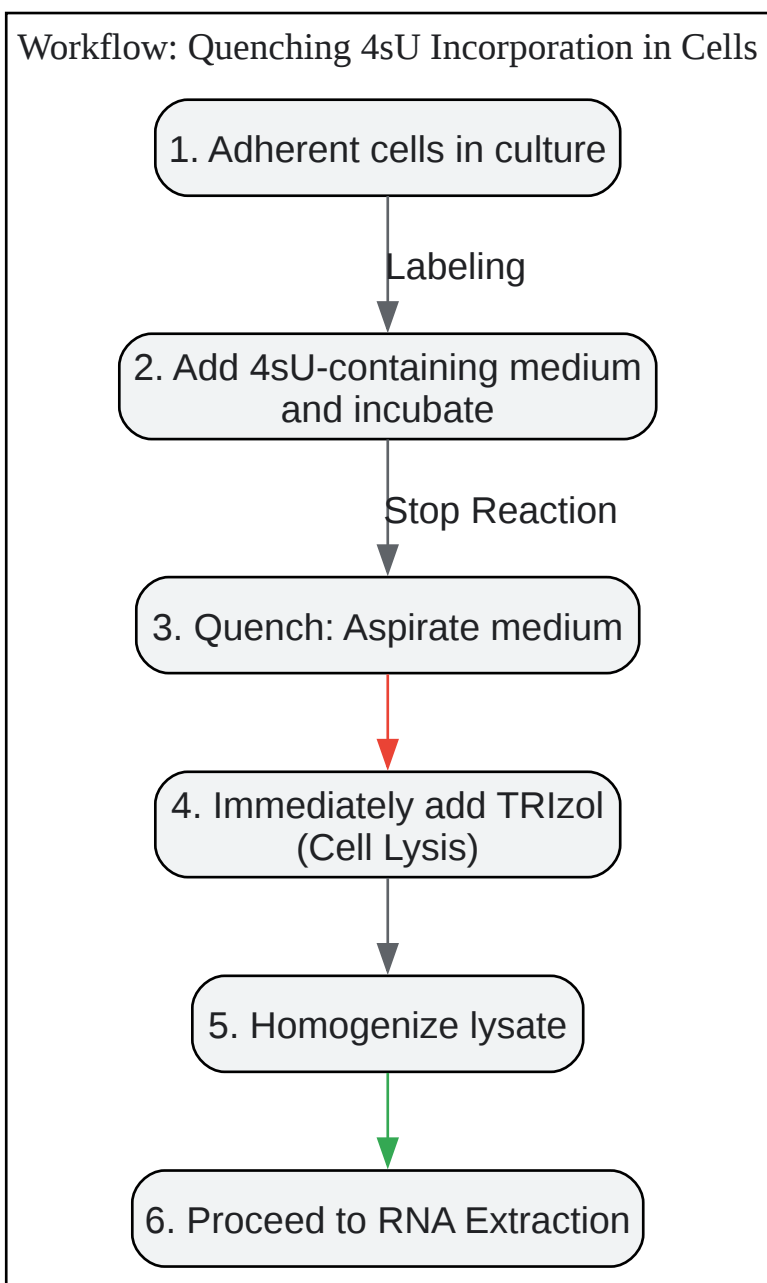 Workflow: Quenching 4sU Incorporation in Cells
1. Adherent cells in culture
Labeling
2. Add 4sU-containing medium
and incubate
Stop Reaction
3. Quench: Aspirate medium
4. Immediately add TRIzol
(Cell Lysis)
5. Homogenize lysate
6. Proceed to RNA Extraction